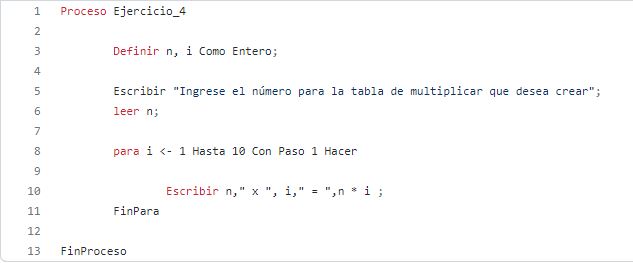 1 Proceso Ejercicio_4
2
3 Definir n, i Como Entero;
4
5 Escribir "Ingrese el número para la tabla de multiplicar que desea crear";
6 leer n;
7
8 para i <- 1 Hasta 10 Con Paso 1 Hacer
9
10 Escribir n," x ", i," = ",n * i ;
11 FinPara
12
13 FinProceso